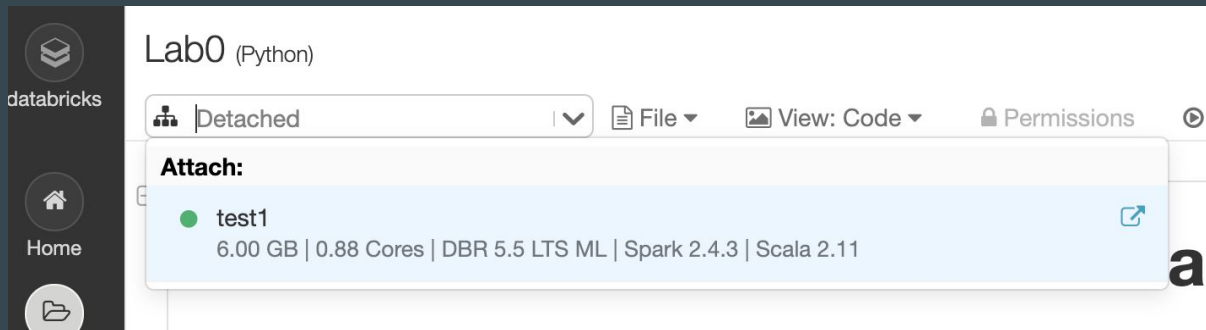 databricks
Lab0 (Python)
Detached File View: Code Permissions
Attach:
test1
6.00 GB | 0.88 Cores | DBR 5.5 LTS ML | Spark 2.4.3 | Scala 2.11
Home
a